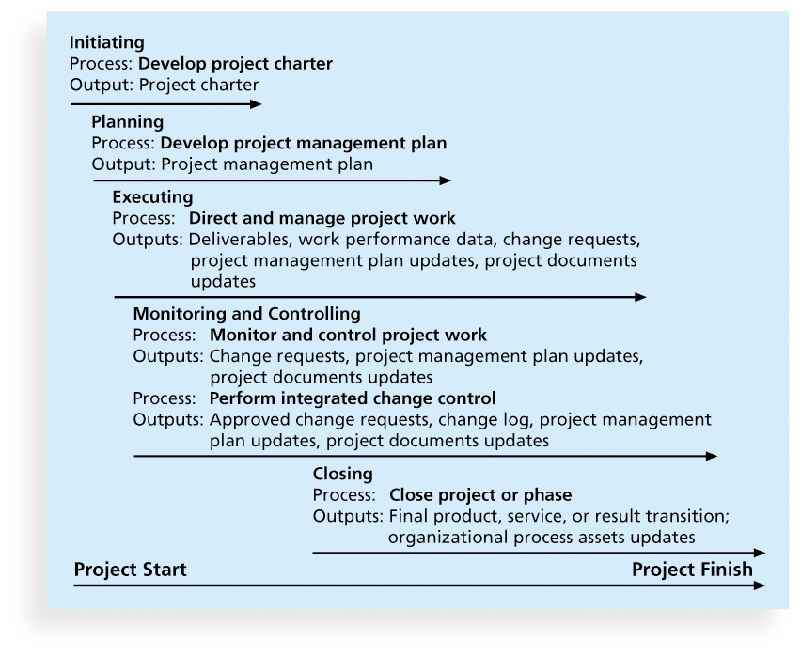 Initiating
Process: Develop project charter
Output: Project charter
Planning
Process: Develop project management plan
Output: Project management plan
Executing
Process: Direct and manage project work
Outputs: Deliverables, work performance data, change requests,
project management plan updates, project documents
updates
Monitoring and Controlling
Process: Monitor and control project work
Outputs: Change requests, project management plan updates,
project documents updates
Process: Perform integrated change control
Outputs: Approved change requests, change log, project management
plan updates, project documents updates
Closing
Process: Close project or phase
Outputs: Final product, service, or result transition;
organizational process assets updates
Project Start Project Finish